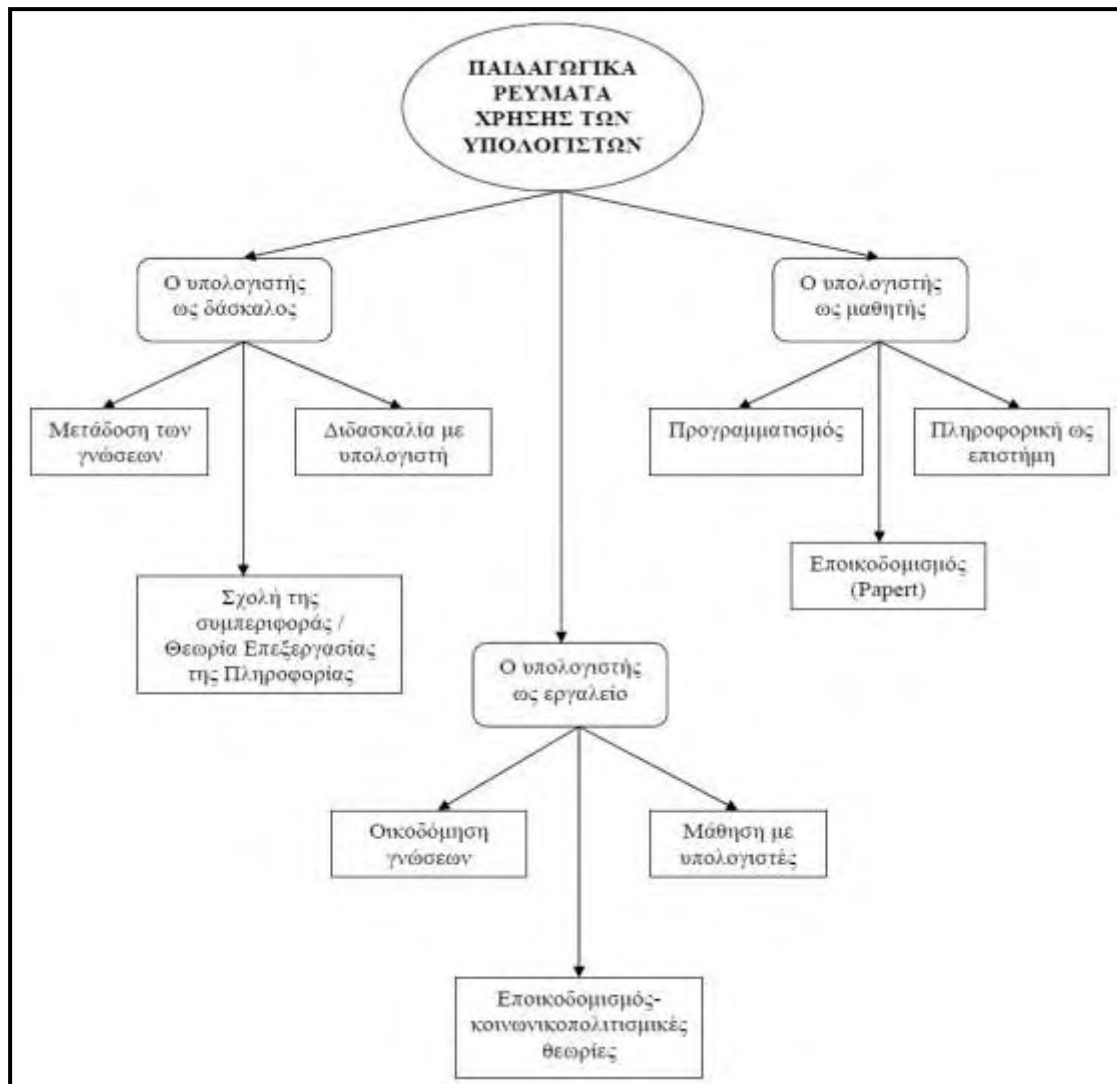 ΠΑΙΔΑΓΩΓΙΚΑ
ΡΕΥΜΑΤΑ
ΧΡΗΣΗΣ ΤΩΝ
ΥΠΟΛΟΓΙΣΤΩΝ
Ο υπολογιστής
ως δάσκαλος
Ο υπολογιστής
ως μαθητής
Μετάδοση των
γνώσεων
Διδασκαλία με
υπολογιστή
Προγραμματισμός
Πληροφορική ως
επιστήμη
Σχολή της
συμπεριφοράς /
Θεωρία Επεξεργασίας
της Πληροφορίας
Εποικοδομισμός
(Papert)
Ο υπολογιστής
ως εργαλείο
Οικοδόμηση
γνώσεων
Μάθηση με
υπολογιστές
Εποικοδομισμός-
κοινωνικοπολιτισμικές
θεωρίες